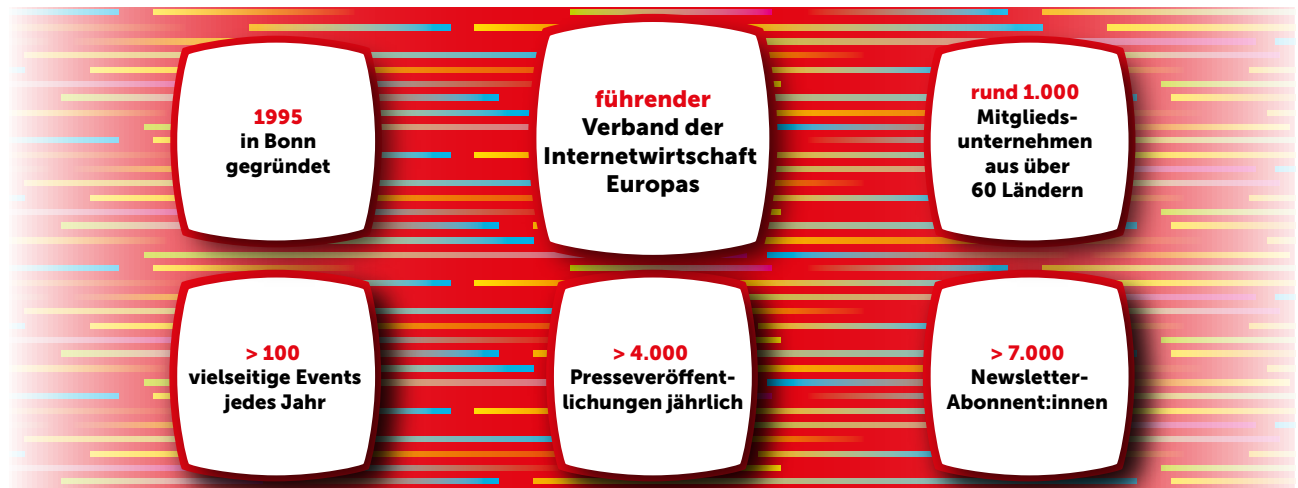 1995
in Bonn
gegründet
führender
Verband der
Internetwirtschaft
Europas
rund 1.000
Mitglieds-
unternehmen
aus über
60 Ländern
> 100
vielseitige Events
jedes Jahr
> 4.000
Presseveröffent-
lichungen jährlich
> 7.000
Newsletter-
Abonnent:innen